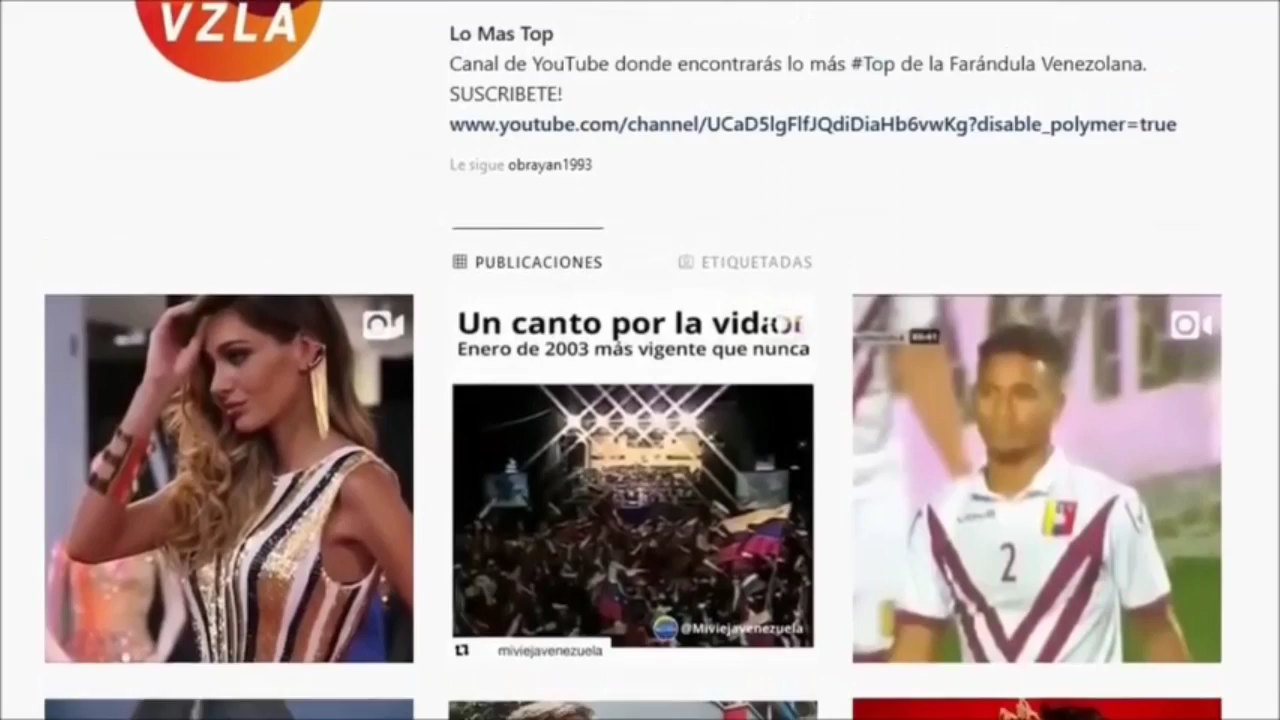 VZLA
Lo Mas Top
Canal de YouTube donde encontrarás lo más #Top de la Farándula Venezolana.
SUSCRIBETE!
www.youtube.com/channel/UCaD5lgFlfJQdiDiaHb6vwKg?disable_polymer=true
Le sigue obrayan1993
PUBLICACIONES
ETIQUETADAS
Un canto por la vida
Enero de 2003 más vigente que nunca
2
@Miviejavenezuela
miviejavenezuela